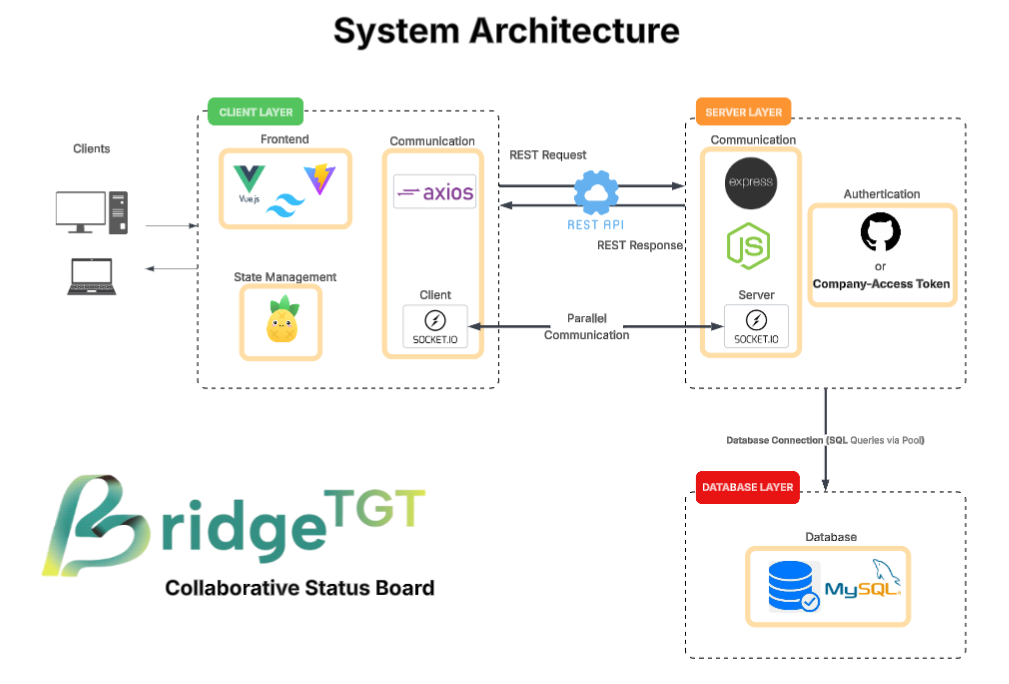 System Architecture
CLIENT LAYER
SERVER LAYER
Clients
Frontend
Communication
Communication
REST Request
Vue.js
axios
express
REST API
REST Response
JS
Authertication
or
Company-Access Token
State Management
Client
SOCKET.IO
Parallel
Communication
Server
SOCKET.IO
Database Connection (SQL Queries via Pool)
DATABASE LAYER
Database
MySQL
BridgeTGT
Collaborative Status Board